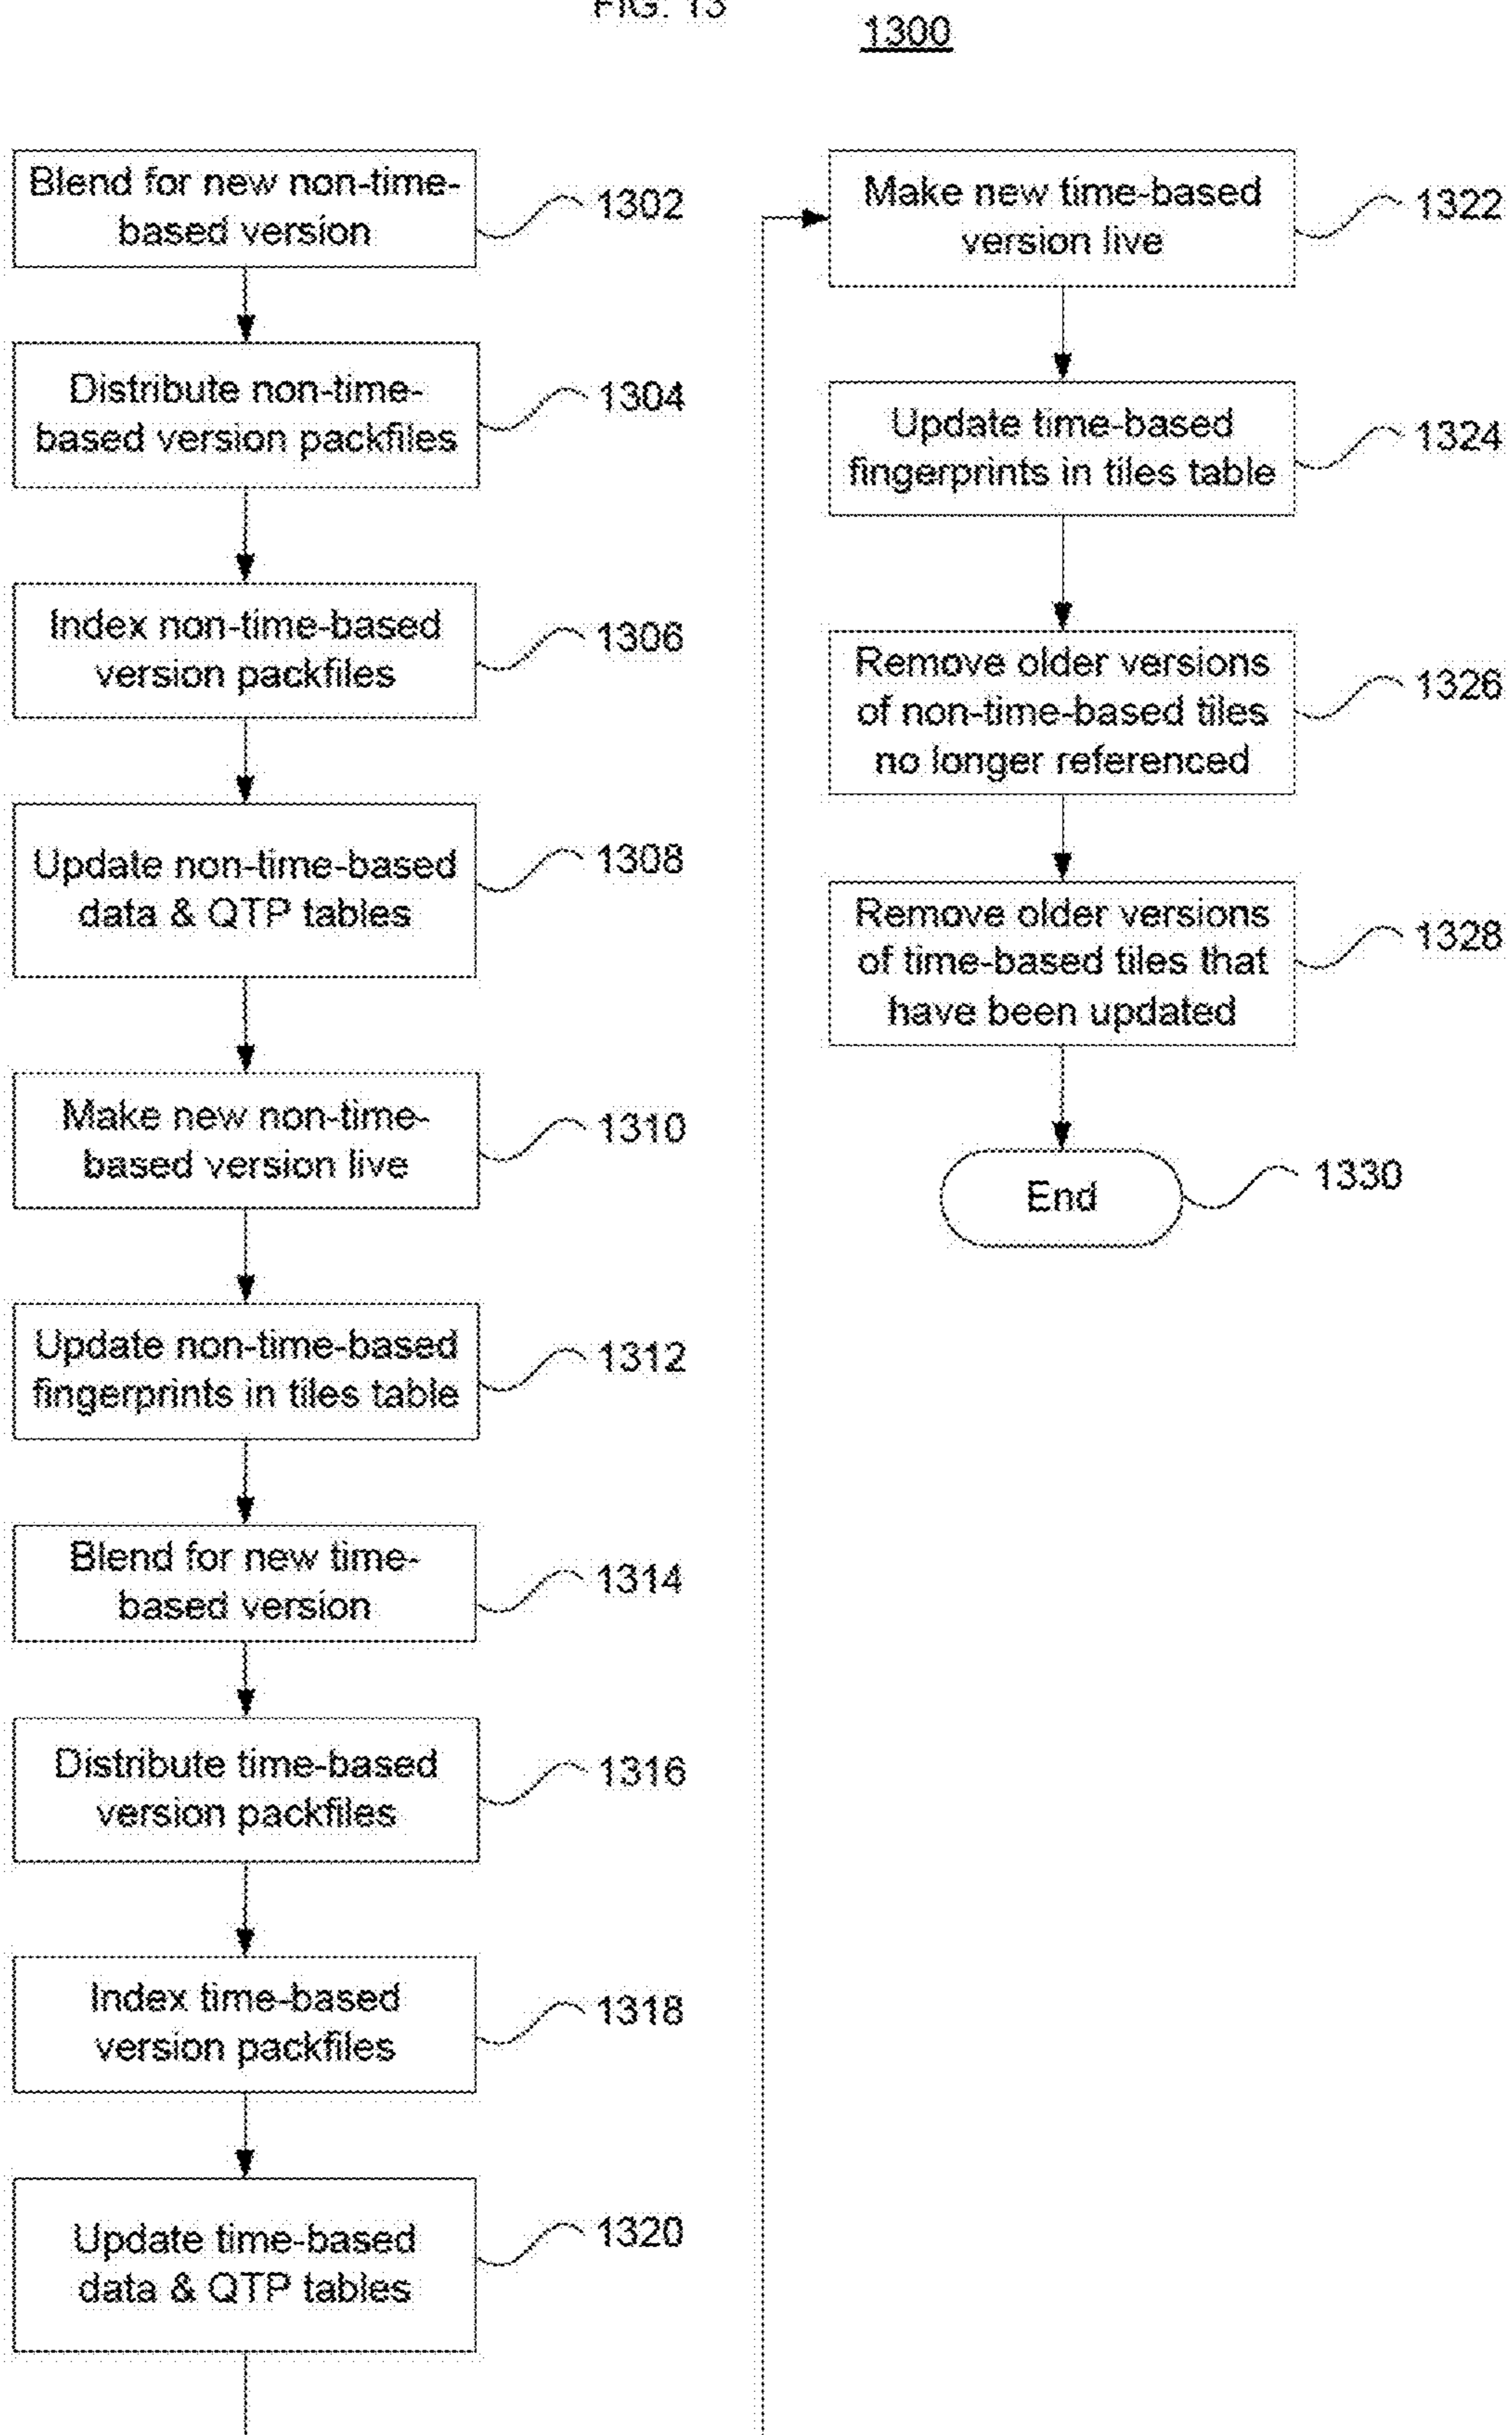 FIG. 13
1300
Blend for new non-time-
based version
1302
Distribute non-time-
based version packfiles
1304
Index non-time-based
version packfiles
1306
Update non-time-based
data & QTP tables
1308
Make new non-time-
based version live
1310
Update non-time-based
fingerprints in tiles table
1312
Blend for new time-
based version
1314
Distribute time-based
version packfiles
1316
Index time-based
version packfiles
1318
Update time-based
data & QTP tables
1320
Make new time-based
version live
1322
Update time-based
fingerprints in tiles table
1324
Remove older versions
of non-time-based tiles
no longer referenced
1326
Remove older versions
of time-based tiles that
have been updated
1328
End
1330